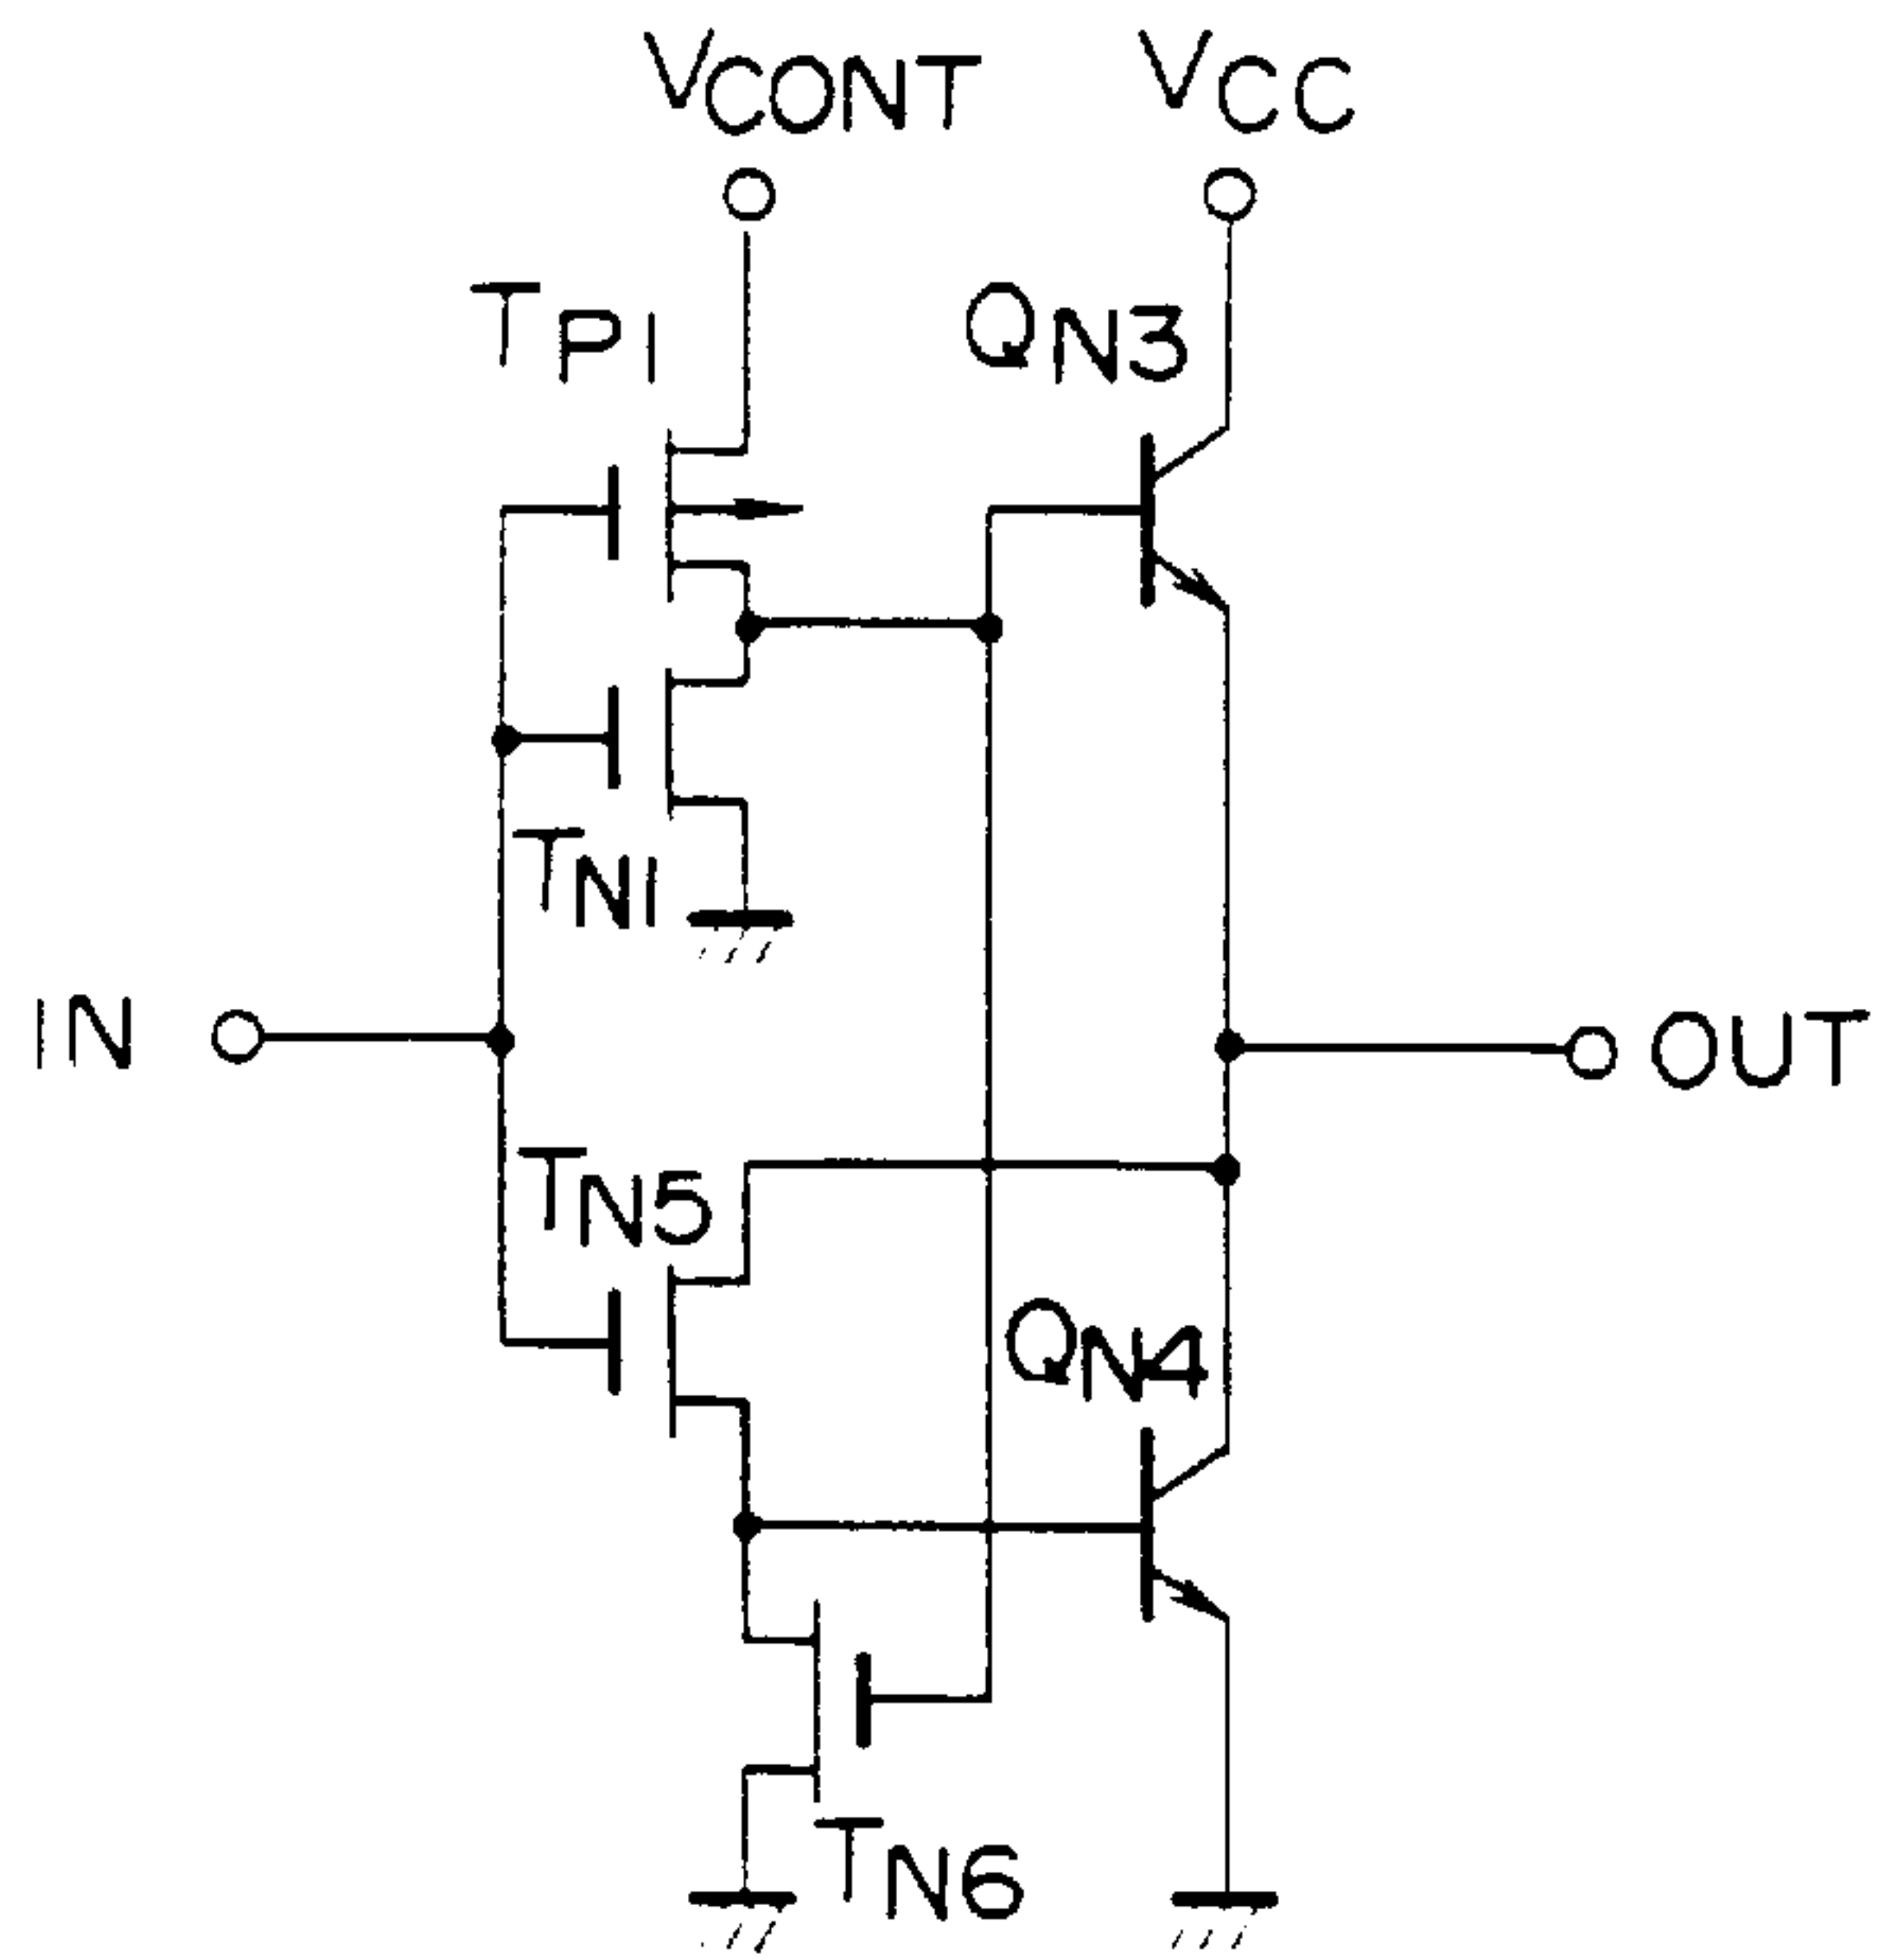 VCONT
VCC
TP1
QN3
TN1
IN
OUT
TN5
QN4
TN6